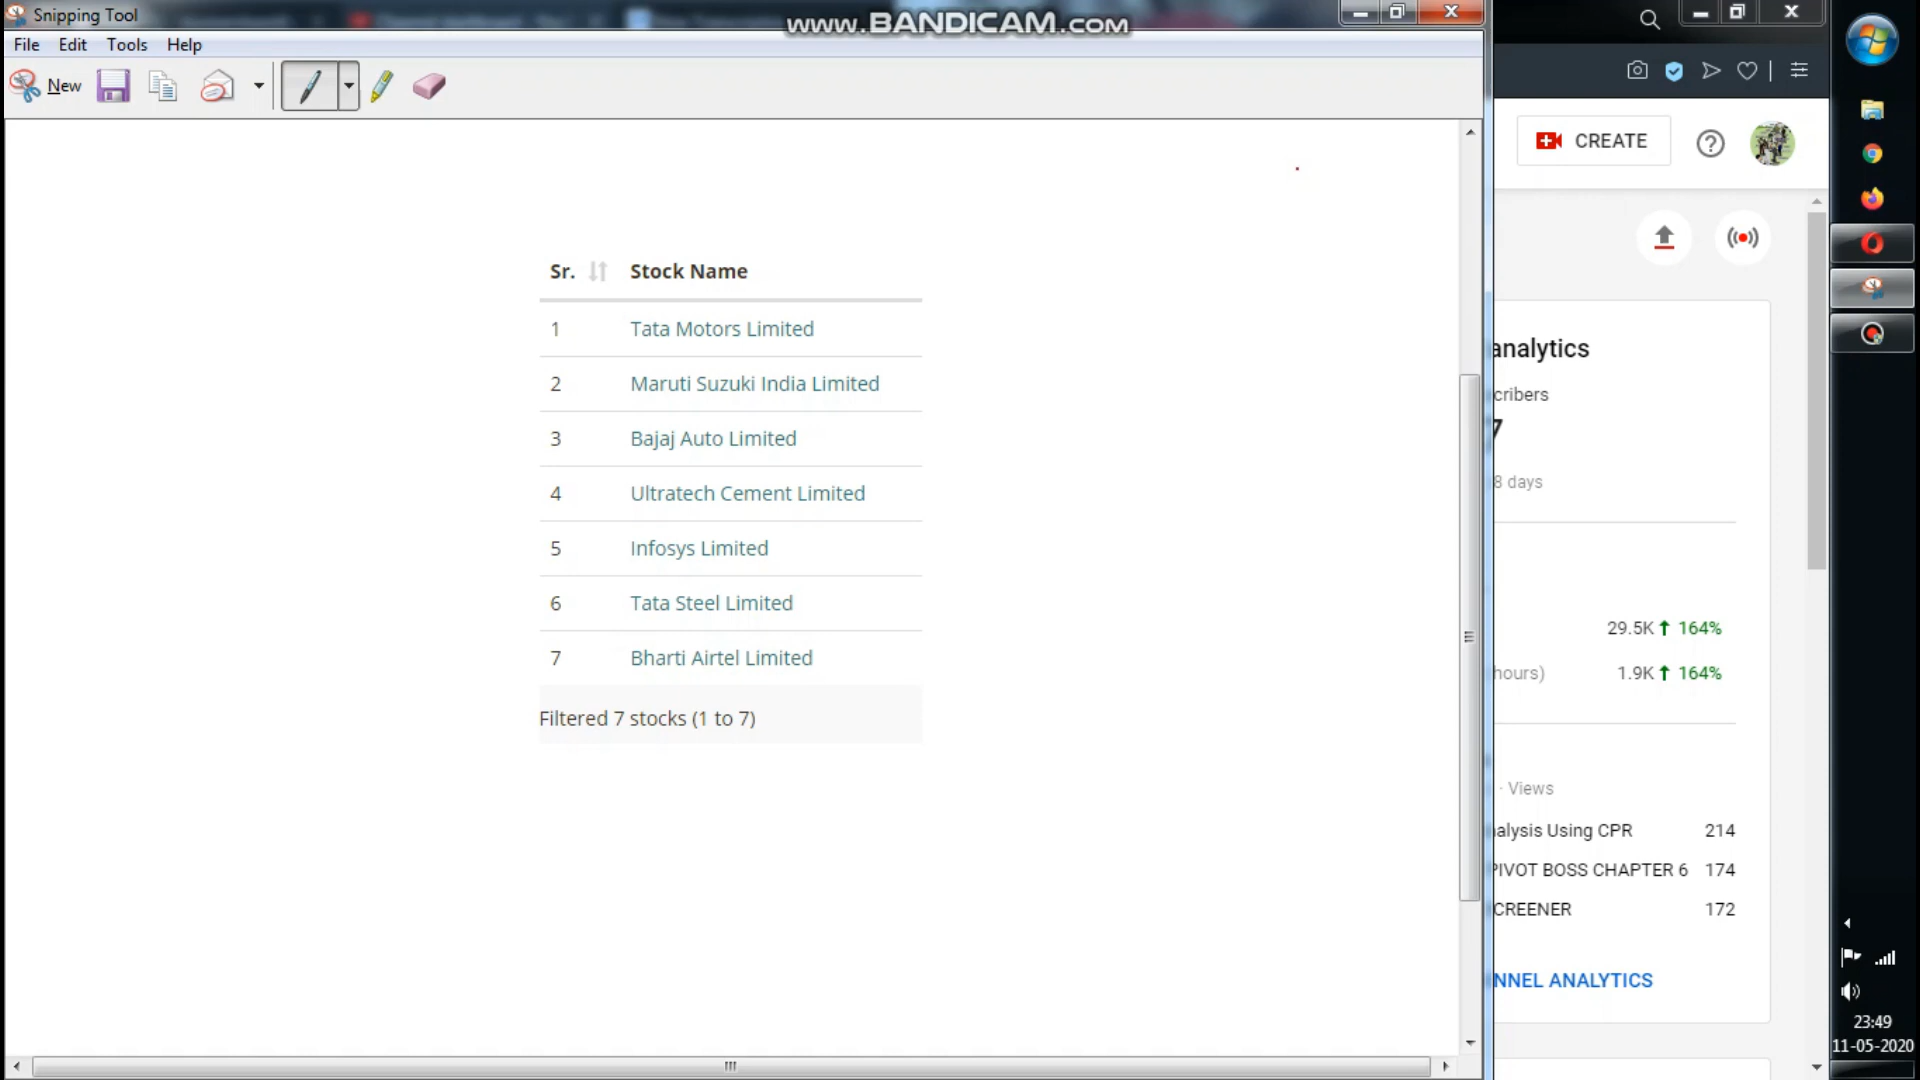 Snipping Tool
www.BANDICAM.com
File Edit Tools Help
New
Sr. Stock Name
1 Tata Motors Limited
2 Maruti Suzuki India Limited
3 Bajaj Auto Limited
4 Ultratech Cement Limited
5 Infosys Limited
6 Tata Steel Limited
7 Bharti Airtel Limited
Filtered 7 stocks (1 to 7)
CREATE
analytics
cribers
7
8 days
29.5K 164%
hours) 1.9K 164%
· Views
alysis Using CPR 214
PIVOT BOSS CHAPTER 6 174
CREENER 172
NNEL ANALYTICS
23:49
11-05-2020